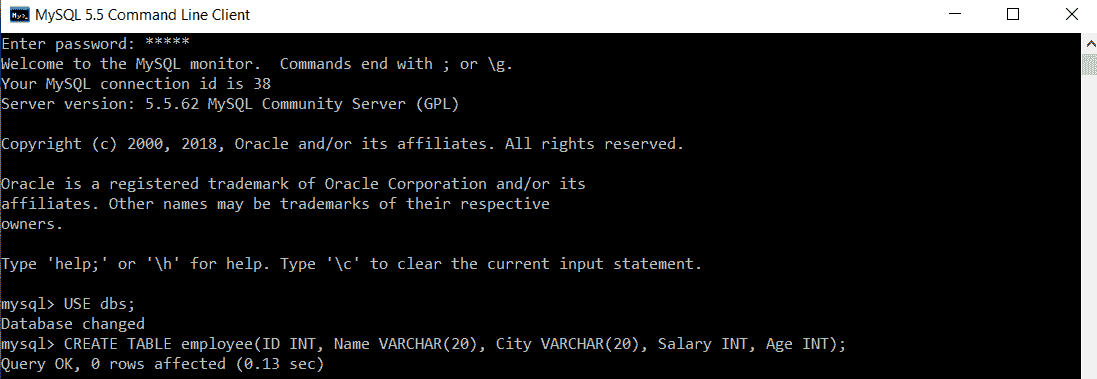 MySQL 5.5 Command Line Client
Enter password: *****
Welcome to the MySQL monitor.  Commands end with ; or \g.
Your MySQL connection id is 38
Server version: 5.5.62 MySQL Community Server (GPL)
Copyright (c) 2000, 2018, Oracle and/or its affiliates. All rights reserved.
Oracle is a registered trademark of Oracle Corporation and/or its
affiliates. Other names may be trademarks of their respective
owners.
Type 'help;' or '\h' for help. Type '\c' to clear the current input statement.
mysql> USE dbs;
Database changed
mysql> CREATE TABLE employee(ID INT, Name VARCHAR(20), City VARCHAR(20), Salary INT, Age INT);
Query OK, 0 rows affected (0.13 sec)